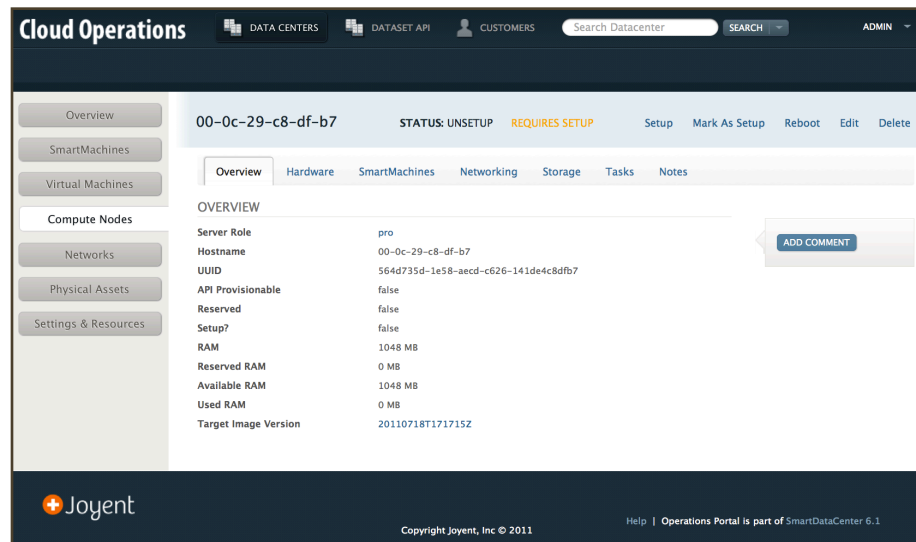 Cloud Operations DATA CENTERS DATASET API CUSTOMERS Search Datacenter SEARCH ADMIN
Overview
SmartMachines
Virtual Machines
Compute Nodes
Networks
Physical Assets
Settings & Resources
00-0c-29-c8-df-b7 STATUS: UNSETUP REQUIRES SETUP Setup Mark As Setup Reboot Edit Delete
Overview Hardware SmartMachines Networking Storage Tasks Notes
OVERVIEW
Server Role pro
Hostname 00-0c-29-c8-df-b7
UUID 564d735d-1e58-aecd-c626-141de4c8dfb7
API Provisionable false
Reserved false
Setup? false
RAM 1048 MB
Reserved RAM 0 MB
Available RAM 1048 MB
Used RAM 0 MB
Target Image Version 20110718T171715Z
ADD COMMENT
Joyent
Copyright Joyent, Inc © 2011
Help | Operations Portal is part of SmartDataCenter 6.1